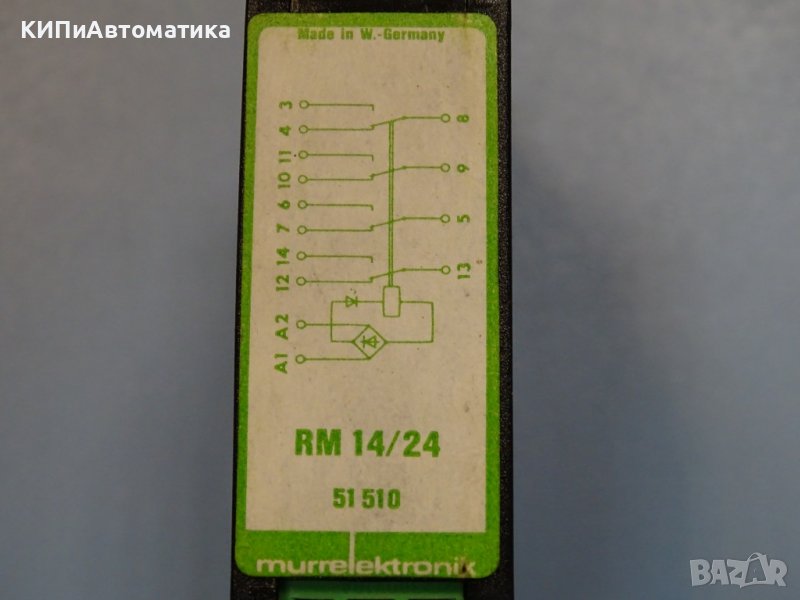 КИПиАвтоматика
Made in W.-Germany
3
8
4
11
9
10
6
5
7
14
13
12
A2
A1
RM 14/24
51 510
murrelektronik
BAZAR